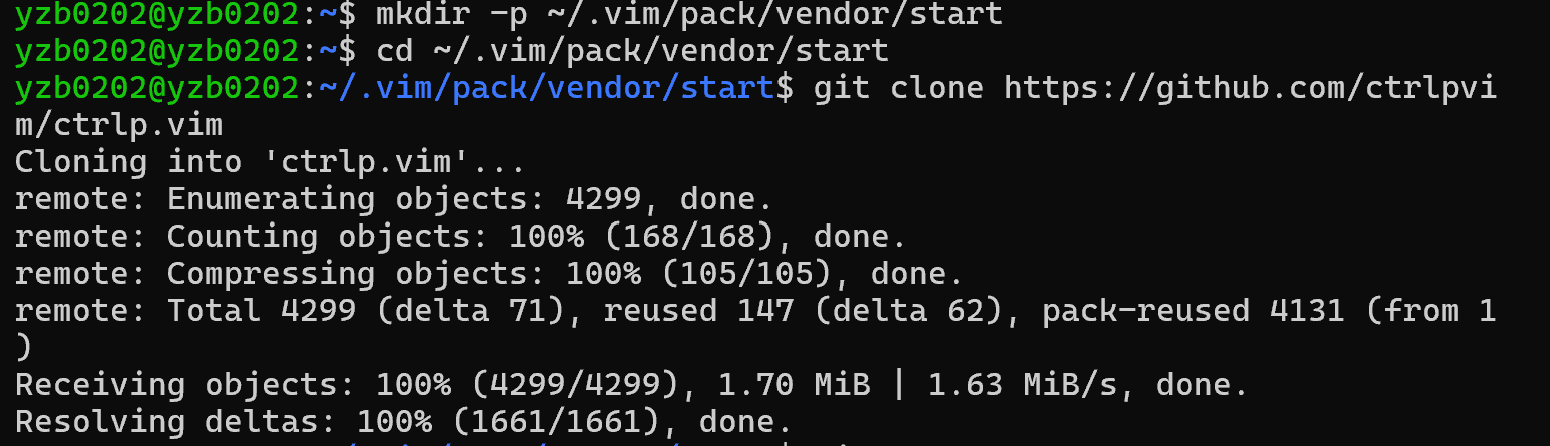 yzb0202@yzb0202:~$ mkdir -p ~/.vim/pack/vendor/start
yzb0202@yzb0202:~$ cd ~/.vim/pack/vendor/start
yzb0202@yzb0202:~/.vim/pack/vendor/start$ git clone https://github.com/ctrlpvi
m/ctrlp.vim
Cloning into 'ctrlp.vim'...
remote: Enumerating objects: 4299, done.
remote: Counting objects: 100% (168/168), done.
remote: Compressing objects: 100% (105/105), done.
remote: Total 4299 (delta 71), reused 147 (delta 62), pack-reused 4131 (from 1
)
Receiving objects: 100% (4299/4299), 1.70 MiB | 1.63 MiB/s, done.
Resolving deltas: 100% (1661/1661), done.